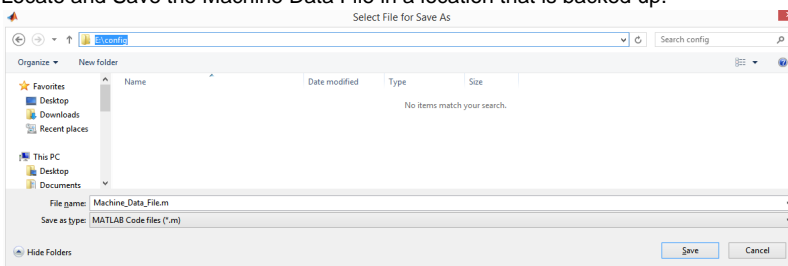 Locate and Save the Machine Data File in a location that is backed up.
Select File for Save As
E:\config Search config
Organize New folder
Favorites Name Date modified Type Size
Desktop No items match your search.
Downloads
Recent places
This PC
Desktop
Documents
File name: Machine_Data_File.m
Save as type: MATLAB Code files (*.m)
Hide Folders Save Cancel